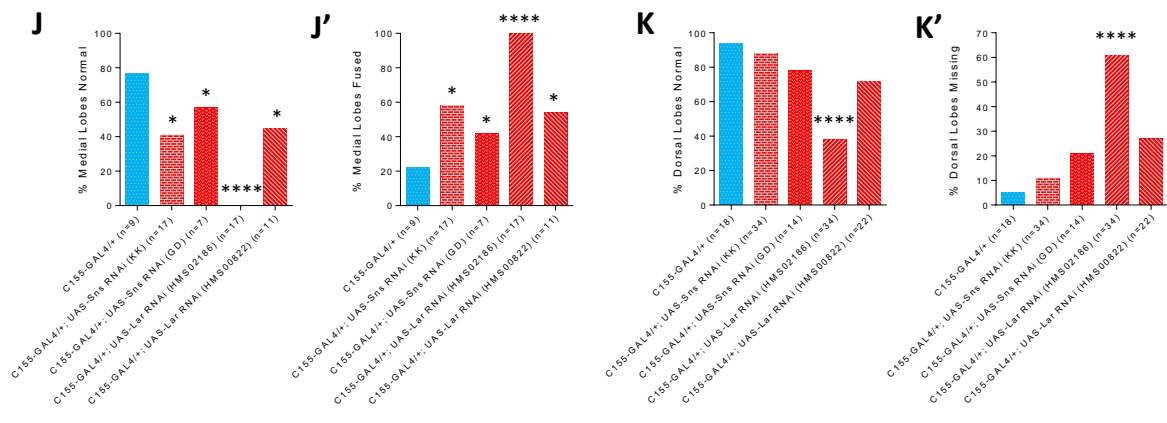 J
% Medial Lobes Normal
100
80
60
40
20
0
*
*
****
*
C155-GAL4/+ (n=9)
C155-GAL4/+; UAS-Sns RNAi (KK) (n=17)
C155-GAL4/+; UAS-Sns RNAi (GD) (n=7)
C155-GAL4/+; UAS-Lar RNAi (HMS02186) (n=17)
C155-GAL4/+; UAS-Lar RNAi (HMS00822) (n=11)
J’
% Medial Lobes Fused
100
80
60
40
20
0
*
*
****
*
C155-GAL4/+ (n=9)
C155-GAL4/+; UAS-Sns RNAi (KK) (n=17)
C155-GAL4/+; UAS-Sns RNAi (GD) (n=7)
C155-GAL4/+; UAS-Lar RNAi (HMS02186) (n=17)
C155-GAL4/+; UAS-Lar RNAi (HMS00822) (n=11)
K
% Dorsal Lobes Normal
100
80
60
40
20
0
****
C155-GAL4/+ (n=18)
C155-GAL4/+; UAS-Sns RNAi (KK) (n=34)
C155-GAL4/+; UAS-Sns RNAi (GD) (n=14)
C155-GAL4/+; UAS-Lar RNAi (HMS02186) (n=34)
C155-GAL4/+; UAS-Lar RNAi (HMS00822) (n=22)
K’
% Dorsal Lobes Missing
70
60
50
40
30
20
10
0
****
C155-GAL4/+ (n=18)
C155-GAL4/+; UAS-Sns RNAi (KK) (n=34)
C155-GAL4/+; UAS-Sns RNAi (GD) (n=14)
C155-GAL4/+; UAS-Lar RNAi (HMS02186) (n=34)
C155-GAL4/+; UAS-Lar RNAi (HMS00822) (n=22)